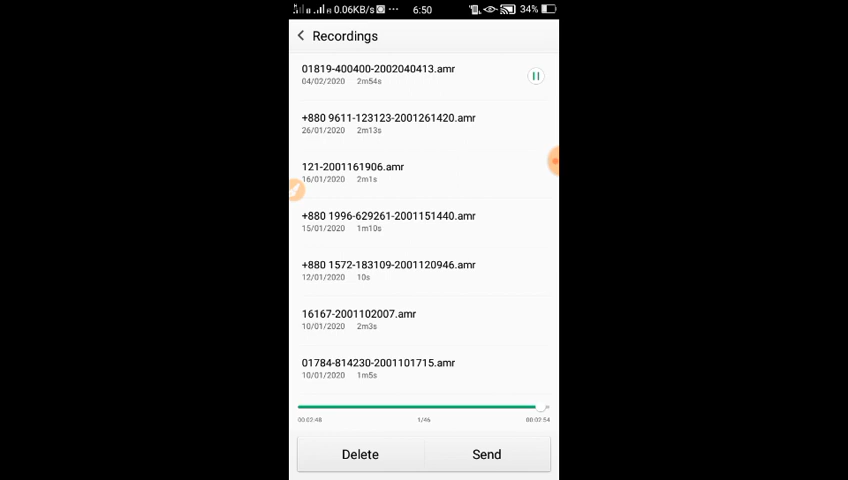 0.06KB/s ... 6:50 34%
Recordings
01819-400400-2002040413.amr
04/02/2020 2m54s
+880 9611-123123-2001261420.amr
26/01/2020 2m13s
121-2001161906.amr
16/01/2020 2m1s
+880 1996-629261-2001151440.amr
15/01/2020 1m10s
+880 1572-183109-2001120946.amr
12/01/2020 10s
16167-2001102007.amr
10/01/2020 2m3s
01784-814230-2001101715.amr
10/01/2020 1m5s
00:02:48 1/46 00:02:54
Delete Send